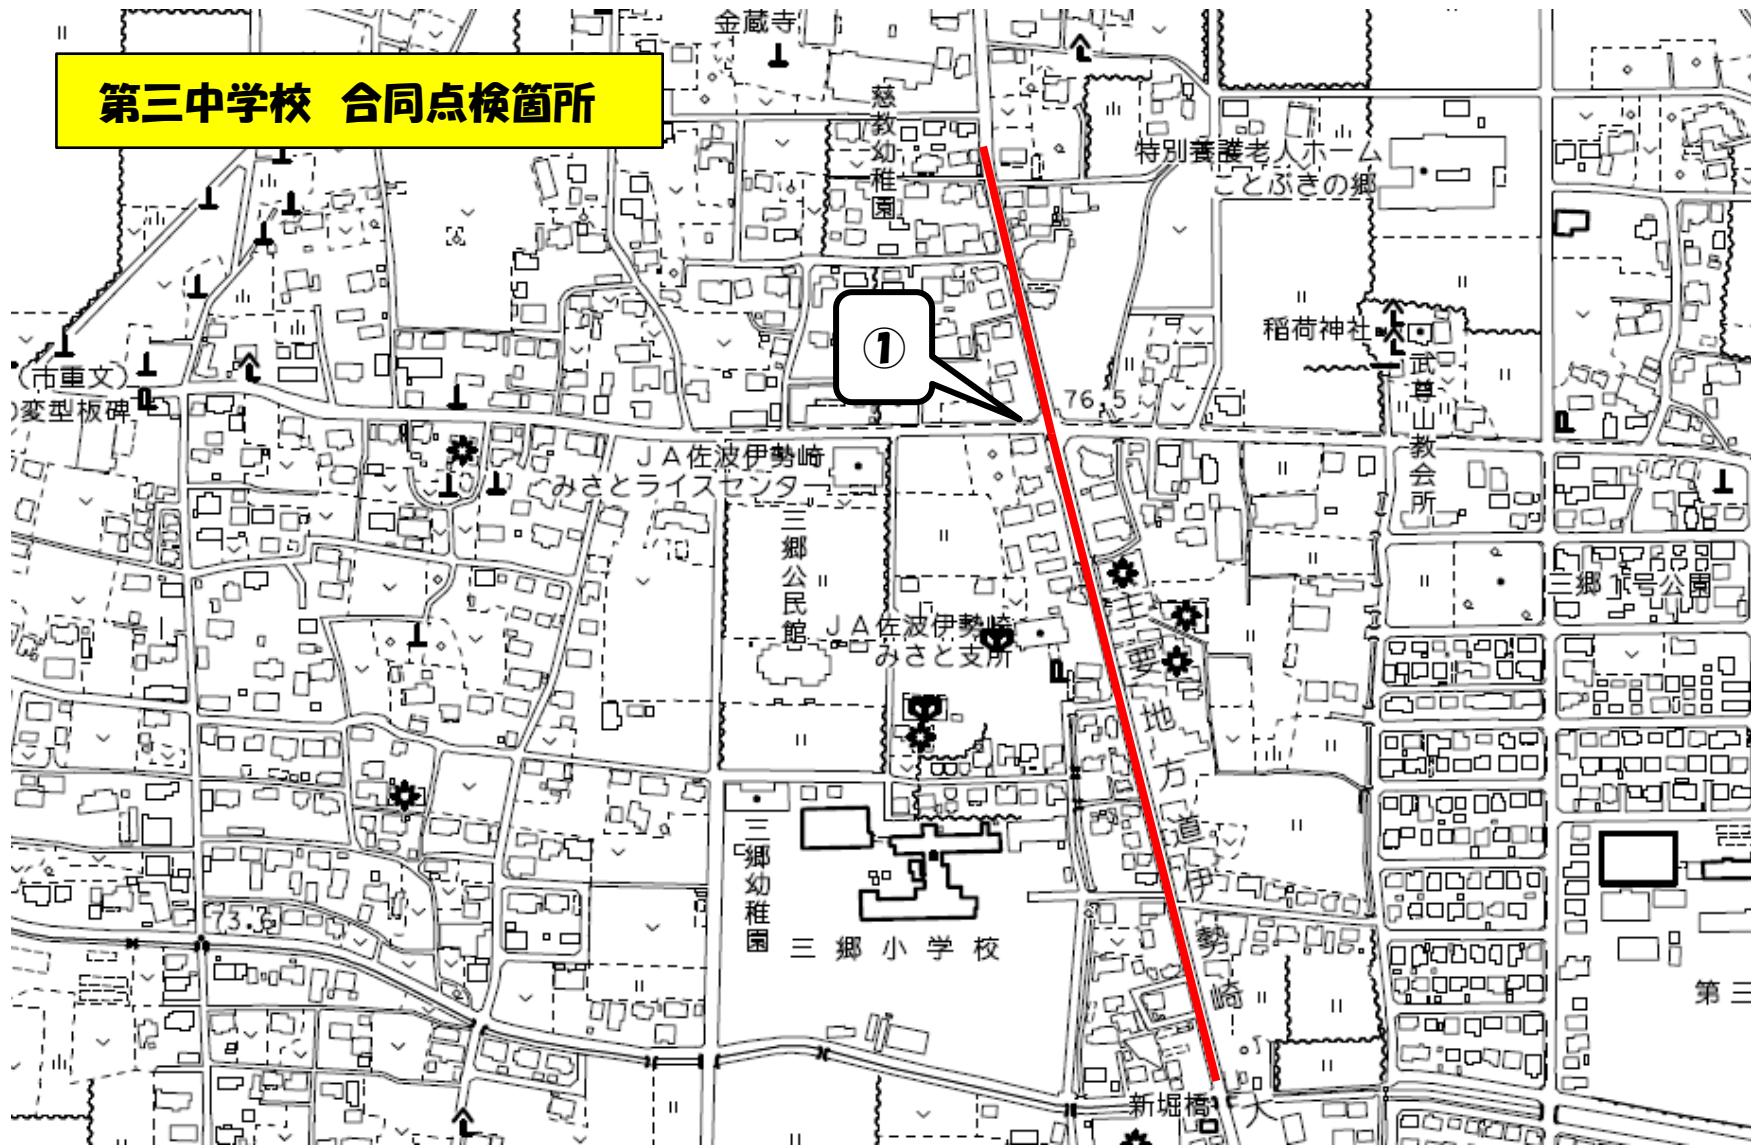 第三中学校 合同点検箇所
金蔵寺
慈教幼稚園
特別養護老人ホーム
ことぶきの郷
①
稲荷神社
武尊山教会所
76.5
(市重文)
変型板碑
JA佐波伊勢崎
みさとライスセンター
三郷公民館
三郷1号公園
JA佐波伊勢崎
みさと支所
主要地方道伊勢崎大
三郷幼稚園
三郷小学校
73.3
第三
新堀橋